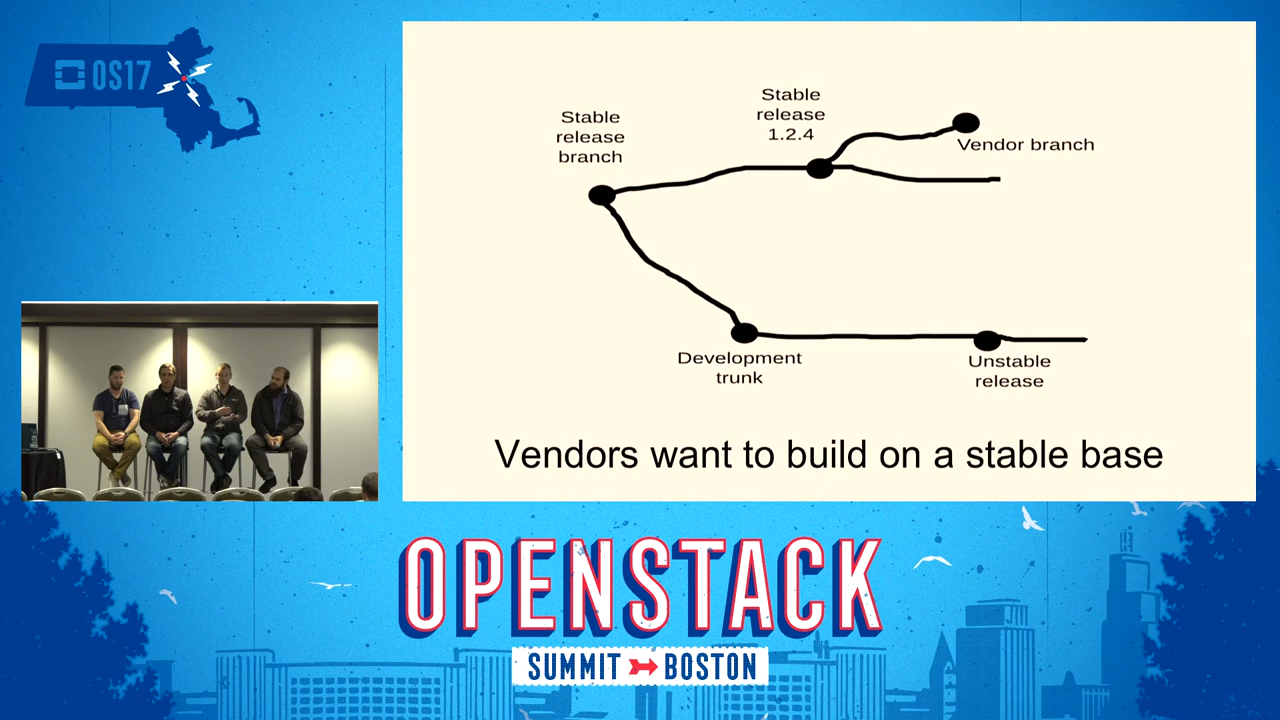 OS17
Stable
release
branch
Stable
release
1.2.4
Vendor branch
Development
trunk
Unstable
release
Vendors want to build on a stable base
OPENSTACK
SUMMIT BOSTON